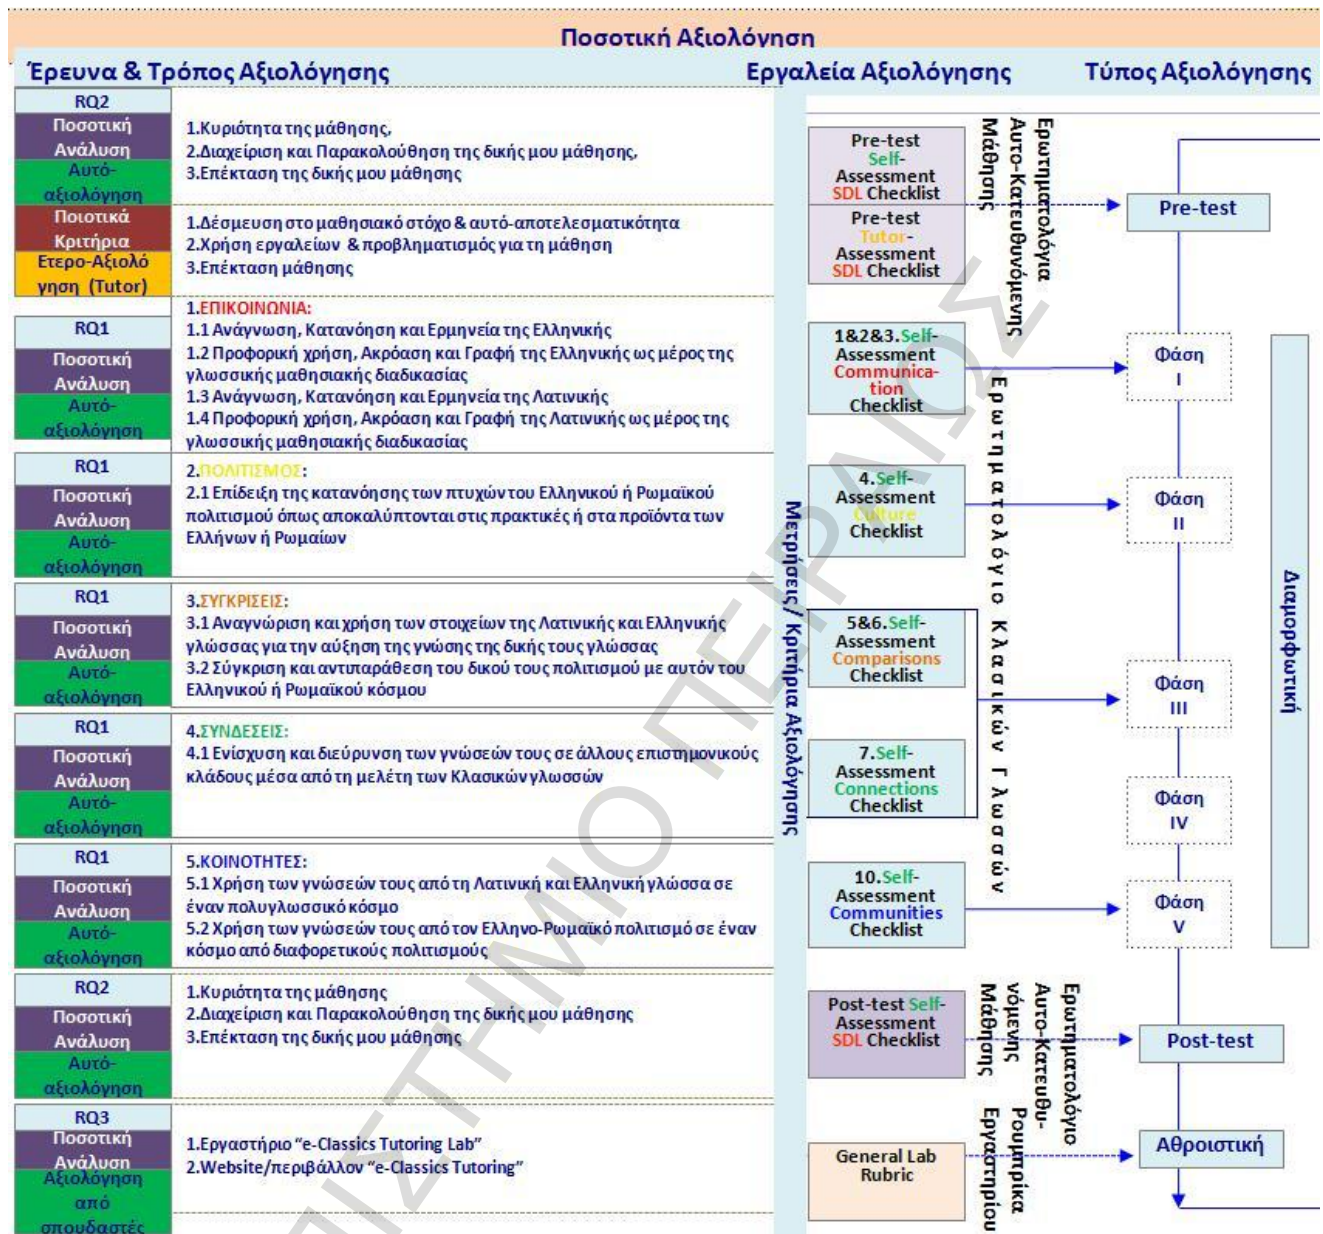 Ποσοτική Αξιολόγηση
Έρευνα & Τρόπος Αξιολόγησης
Εργαλεία Αξιολόγησης
Τύπος Αξιολόγησης
RQ2
Ποσοτική
Ανάλυση
Αυτό-
αξιολόγηση
1.Κυριότητα της μάθησης,
2.Διαχείριση και Παρακολούθηση της δικής μου μάθησης,
3.Επέκταση της δικής μου μάθησης
Pre-test
Self-
Assessment
SDL Checklist
Ποιοτικά
Κριτήρια
Ετερο-Αξιολό
γηση (Tutor)
1.Δέσμευση στο μαθησιακό στόχο & αυτό-αποτελεσματικότητα
2.Χρήση εργαλείων & προβληματισμός για τη μάθηση
3.Επέκταση μάθησης
Pre-test
Tutor-
Assessment
SDL Checklist
Ερωτηματολόγια
Αυτο-Κατευθυνόμενης
Μάθησης
Pre-test
RQ1
Ποσοτική
Ανάλυση
Αυτό-
αξιολόγηση
1.ΕΠΙΚΟΙΝΩΝΙΑ:
1.1 Ανάγνωση, Κατανόηση και Ερμηνεία της Ελληνικής
1.2 Προφορική χρήση, Ακρόαση και Γραφή της Ελληνικής ως μέρος της
γλωσσικής μαθησιακής διαδικασίας
1.3 Ανάγνωση, Κατανόηση και Ερμηνεία της Λατινικής
1.4 Προφορική χρήση, Ακρόαση και Γραφή της Λατινικής ως μέρος της
γλωσσικής μαθησιακής διαδικασίας
1&2&3.Self-
Assessment
Communica-
tion
Checklist
Φάση
I
RQ1
Ποσοτική
Ανάλυση
Αυτό-
αξιολόγηση
2.ΠΟΛΙΤΙΣΜΟΣ:
2.1 Επίδειξη της κατανόησης των πτυχών του Ελληνικού ή Ρωμαϊκού
πολιτισμού όπως αποκαλύπτονται στις πρακτικές ή στα προϊόντα των
Ελλήνων ή Ρωμαίων
4.Self-
Assessment
Culture
Checklist
Φάση
II
Μετρήσεις/ Κριτήρια Αξιολόγησης
Ερωτηματολόγιο Κλασικών Γλωσσών
Διαμορφωτική
RQ1
Ποσοτική
Ανάλυση
Αυτό-
αξιολόγηση
3.ΣΥΓΚΡΙΣΕΙΣ:
3.1 Αναγνώριση και χρήση των στοιχείων της Λατινικής και Ελληνικής
γλώσσας για την αύξηση της γνώσης της δικής τους γλώσσας
3.2 Σύγκριση και αντιπαράθεση του δικού τους πολιτισμού με αυτόν του
Ελληνικού ή Ρωμαϊκού κόσμου
5&6.Self-
Assessment
Comparisons
Checklist
Φάση
III
RQ1
Ποσοτική
Ανάλυση
Αυτό-
αξιολόγηση
4.ΣΥΝΔΕΣΕΙΣ:
4.1 Ενίσχυση και διεύρυνση των γνώσεών τους σε άλλους επιστημονικούς
κλάδους μέσα από τη μελέτη των Κλασικών γλωσσών
7.Self-
Assessment
Connections
Checklist
Φάση
IV
RQ1
Ποσοτική
Ανάλυση
Αυτό-
αξιολόγηση
5.ΚΟΙΝΟΤΗΤΕΣ:
5.1 Χρήση των γνώσεών τους από τη Λατινική και Ελληνική γλώσσα σε
έναν πολυγλωσσικό κόσμο
5.2 Χρήση των γνώσεών τους από τον Ελληνο-Ρωμαϊκό πολιτισμό σε έναν
κόσμο από διαφορετικούς πολιτισμούς
10.Self-
Assessment
Communities
Checklist
Φάση
V
RQ2
Ποσοτική
Ανάλυση
Αυτό-
αξιολόγηση
1.Κυριότητα της μάθησης
2.Διαχείριση και Παρακολούθηση της δικής μου μάθησης
3.Επέκταση της δικής μου μάθησης
Post-test Self-
Assessment
SDL Checklist
Ερωτηματολόγιο
Αυτο-Κατευθυ-
νόμενης
Μάθησης
Post-test
RQ3
Ποσοτική
Ανάλυση
Αξιολόγηση
από
σπουδαστές
1.Εργαστήριο “e-Classics Tutoring Lab”
2.Website/περιβάλλον “e-Classics Tutoring”
General Lab
Rubric
Ρουμπρίκα
Εργαστηρίου
Αθροιστική
ΠΙΣΤΗΜΙΟ ΠΕΙΡΑΙΩΣ